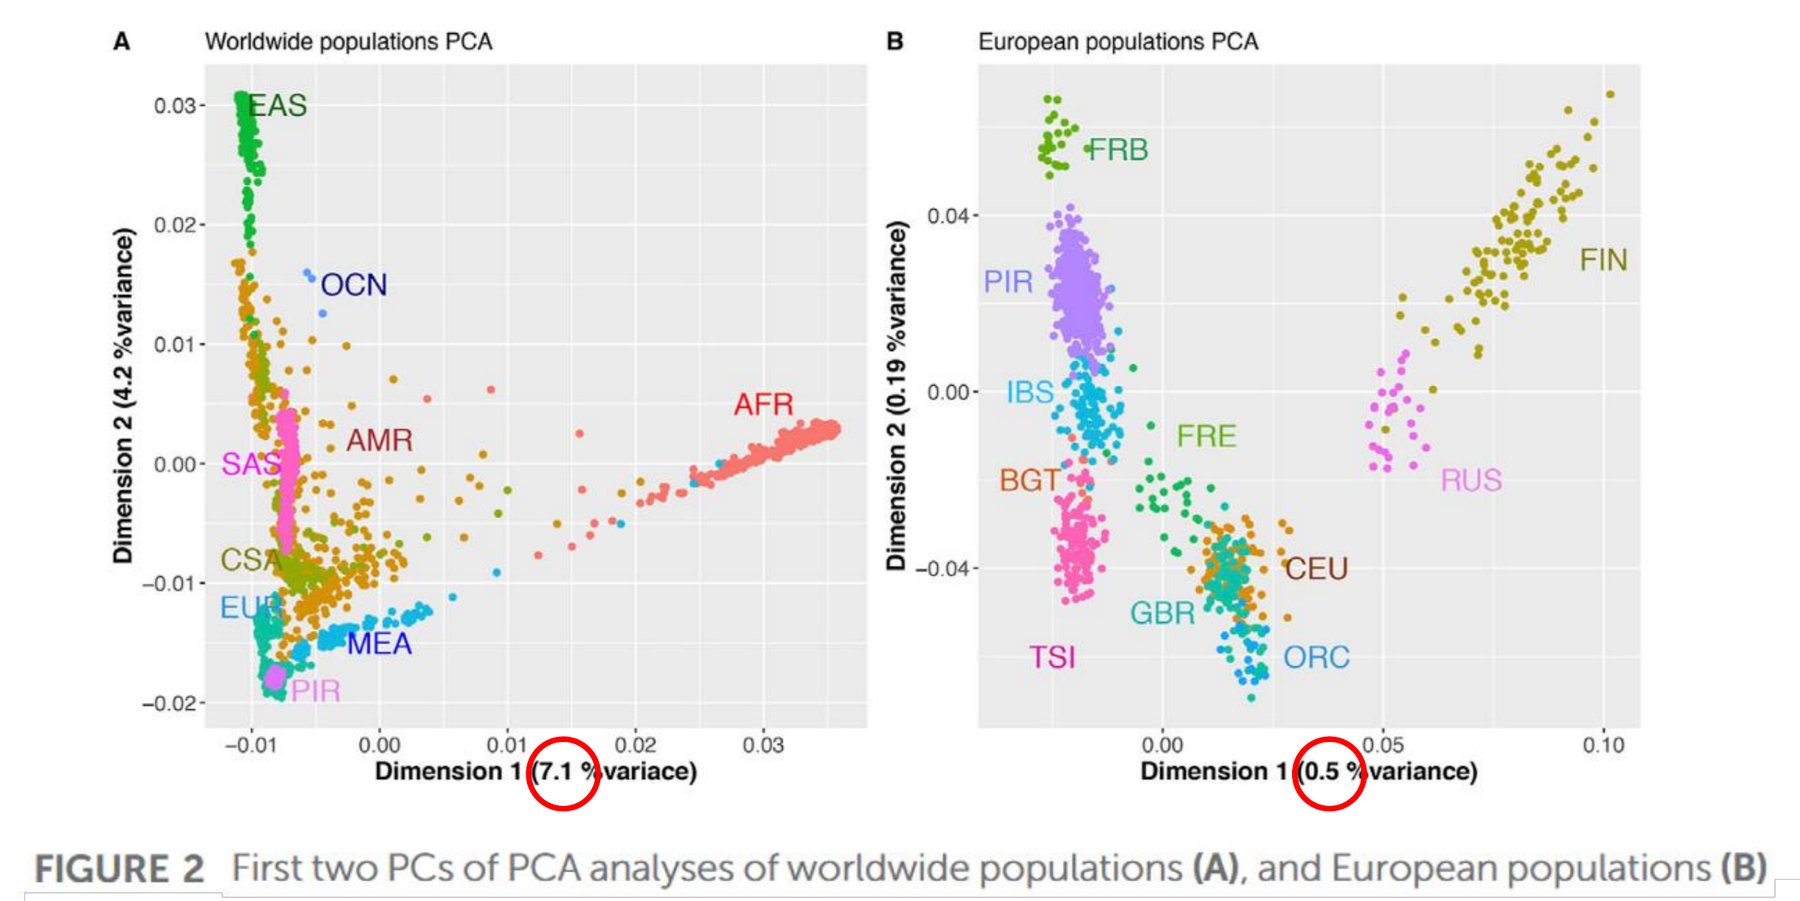 A Worldwide populations PCA
Dimension 2 (4.2 %variance)
0.03
0.02
0.01
0.00
−0.01
−0.02
EAS
OCN
AFR
AMR
SAS
CSA
EUR
MEA
PIR
−0.01 0.00 0.01 0.02 0.03
Dimension 1 (7.1 %variace)
B European populations PCA
Dimension 2 (0.19 %variance)
0.04
0.00
−0.04
FRB
FIN
PIR
IBS
FRE
BGT
RUS
CEU
GBR
TSI
ORC
0.00 0.05 0.10
Dimension 1 (0.5 %variance)
FIGURE 2 First two PCs of PCA analyses of worldwide populations (A), and European populations (B)